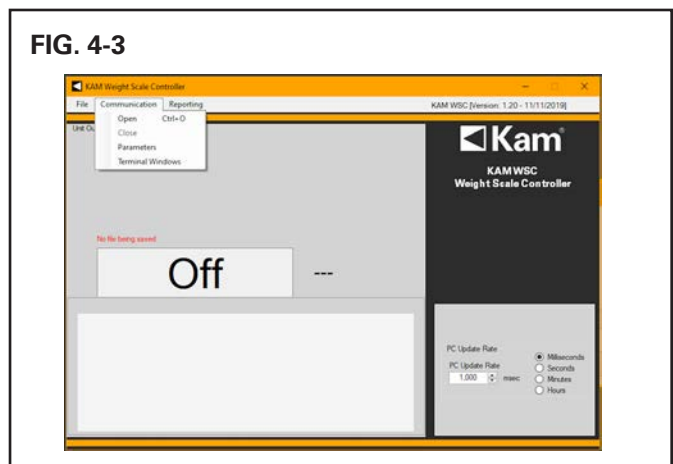 FIG. 4-3
KAM Weight Scale Controller
File Communication Reporting KAM WSC [Version: 1.20 - 11/11/2019]
Open Ctrl+O
Close
Parameters
Terminal Windows
Unit
Kam
KAM WSC
Weight Scale Controller
No file being saved
Off ---
PC Update Rate
PC Update Rate
1,000 msec
Milliseconds
Seconds
Minutes
Hours